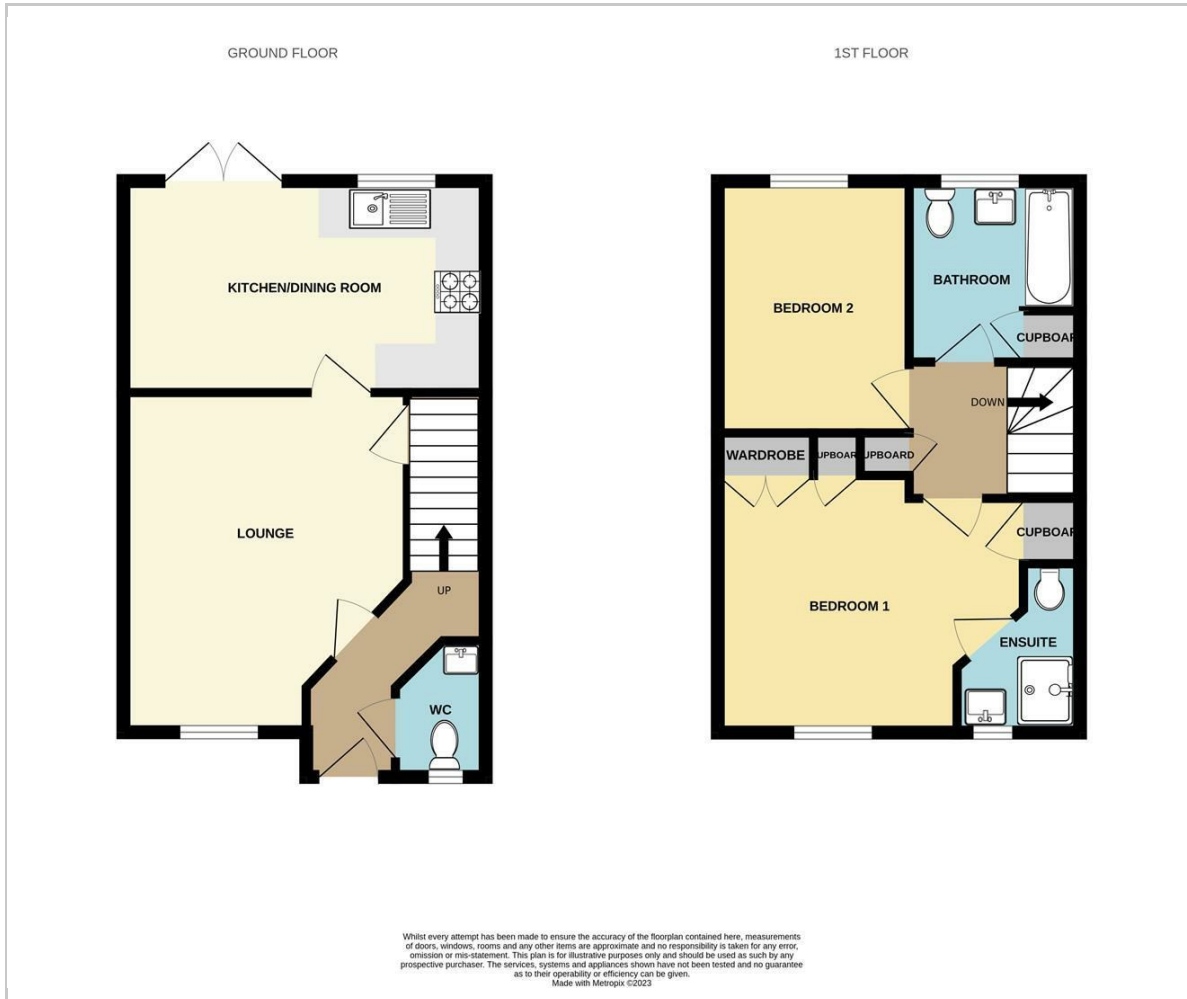 GROUND FLOOR
1ST FLOOR
KITCHEN/DINING ROOM
LOUNGE
UP
WC
BEDROOM 2
BATHROOM
CUPBOAR
DOWN
WARDROBE
UPBOAR
UPBOARD
CUPBOAR
BEDROOM 1
ENSUITE
Whilst every attempt has been made to ensure the accuracy of the floorplan contained here, measurements
of doors, windows, rooms and any other items are approximate and no responsibility is taken for any error,
omission or mis-statement. This plan is for illustrative purposes only and should be used as such by any
prospective purchaser. The services, systems and appliances shown have not been tested and no guarantee
as to their operability or efficiency can be given.
Made with Metropix ©2023